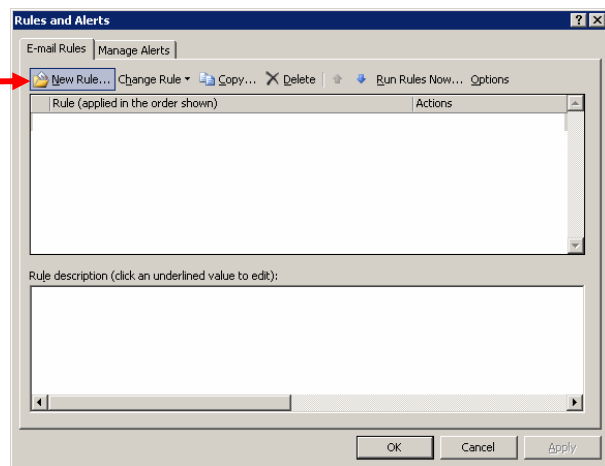 Rules and Alerts
E-mail Rules Manage Alerts
New Rule... Change Rule Copy... Delete Run Rules Now... Options
Rule (applied in the order shown) Actions
Rule description (click an underlined value to edit):
OK Cancel Apply